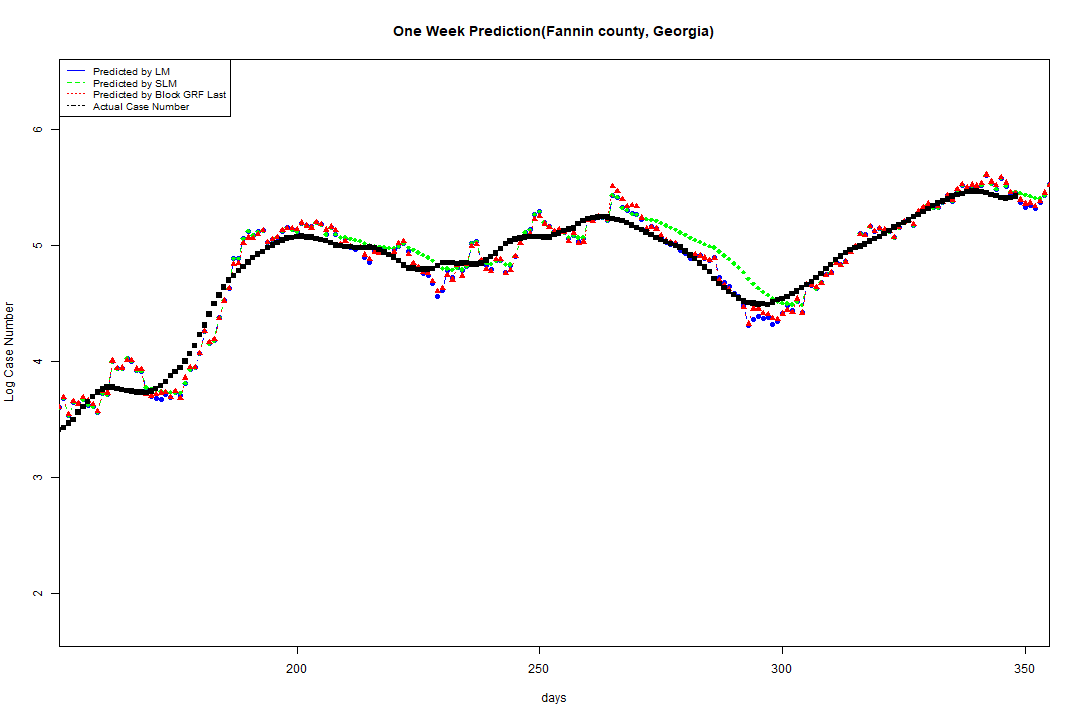 One Week Prediction(Fannin county, Georgia)
Predicted by LM
Predicted by SLM
Predicted by Block GRF Last
Actual Case Number
6
5
4
3
2
Log Case Number
200 250 300 350
days